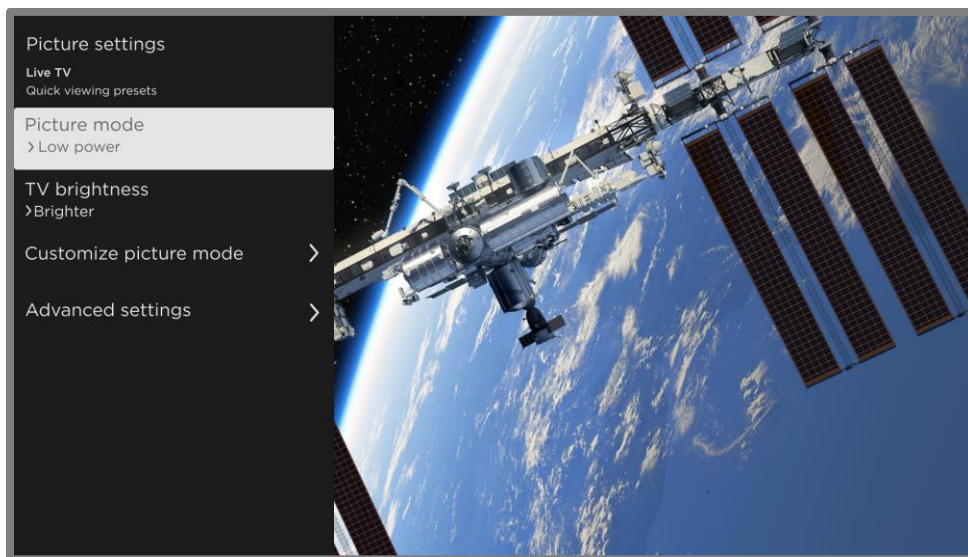 Picture settings
Live TV
Quick viewing presets
Picture mode
Low power
TV brightness
Brighter
Customize picture mode
Advanced settings